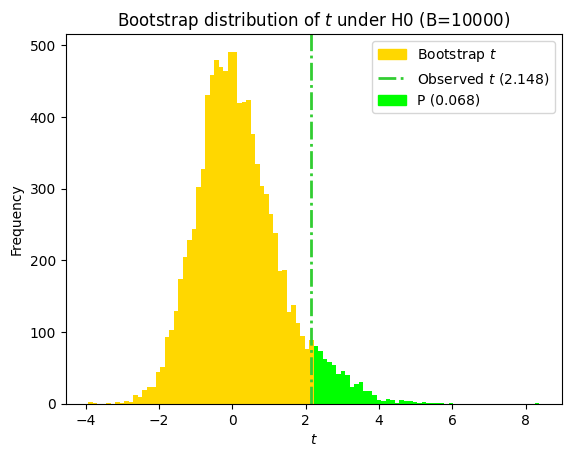 Bootstrap distribution of t under H0 (B=10000)
Bootstrap t
Observed t (2.148)
P (0.068)
Frequency
500
400
300
200
100
0
−4
−2
0
2
4
6
8
t